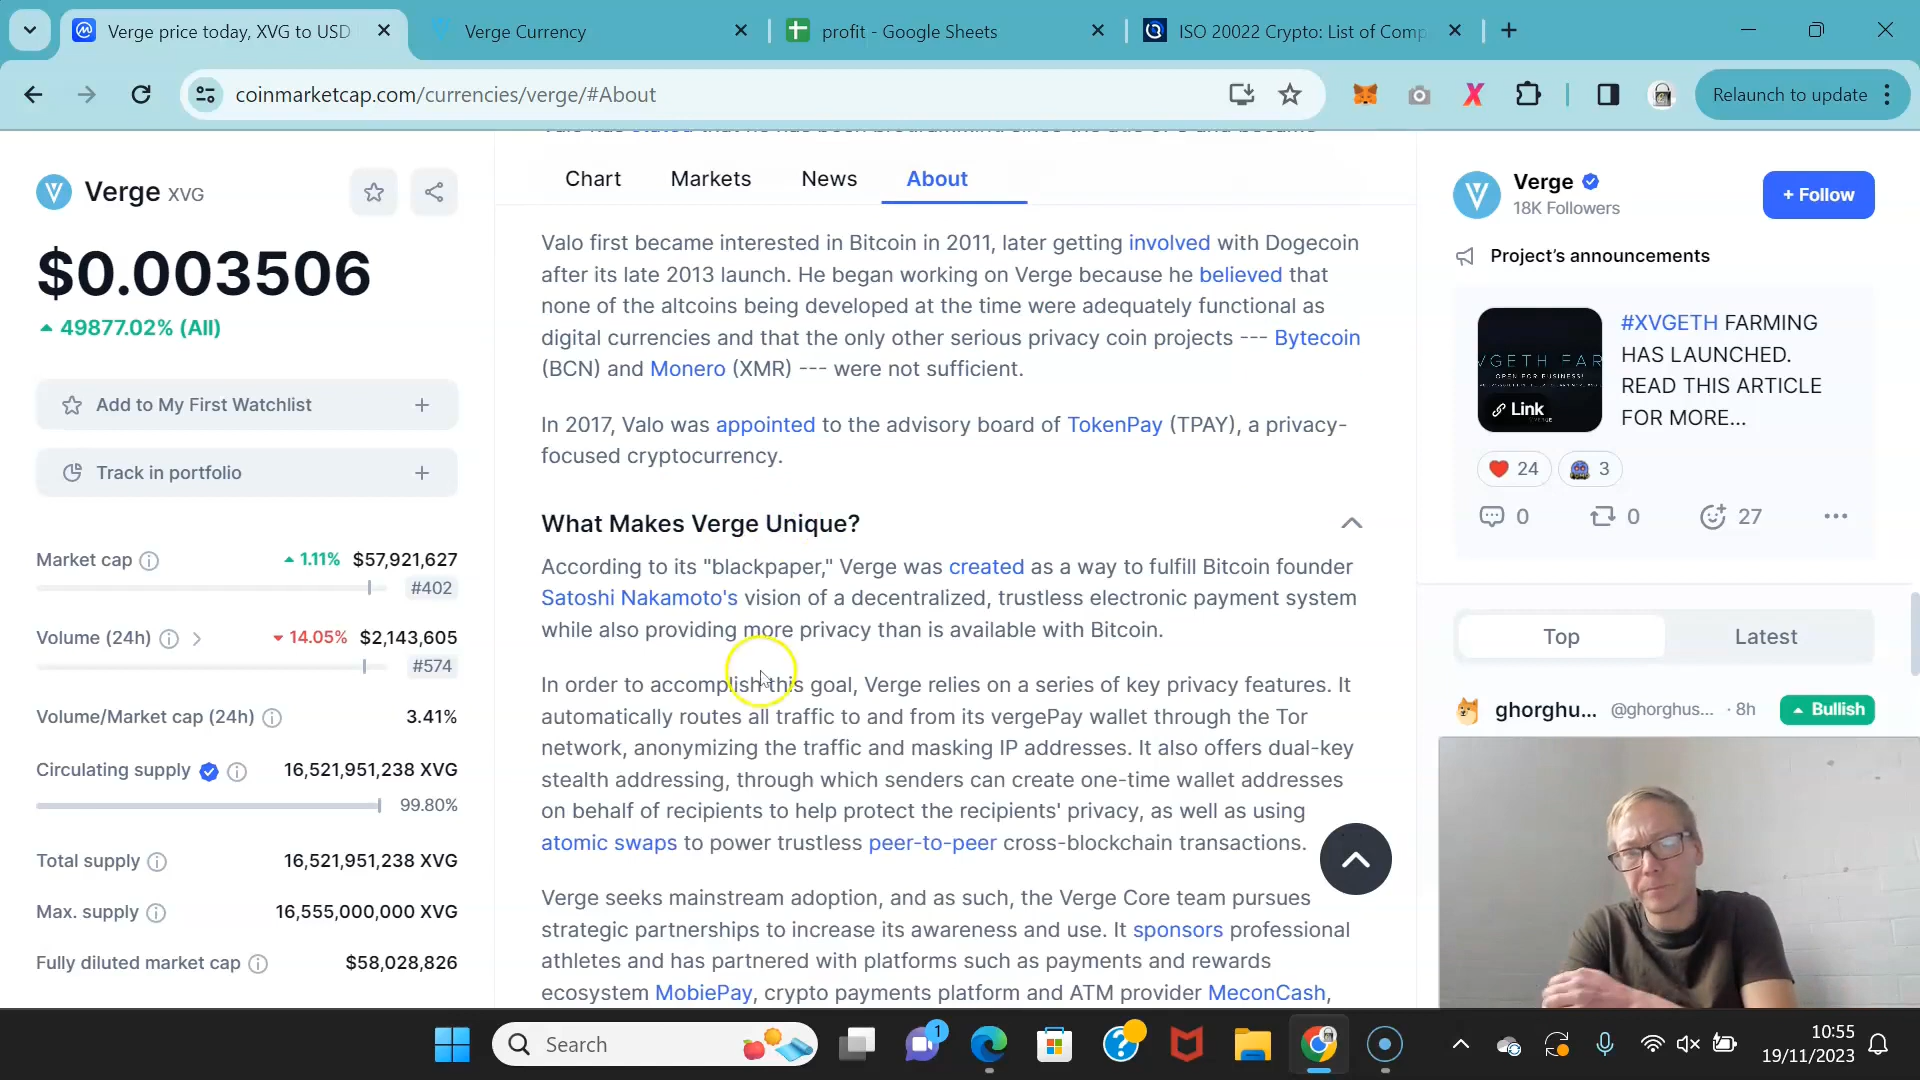 Verge price today, XVG to USD
Verge Currency
profit - Google Sheets
ISO 20022 Crypto: List of Comp
coinmarketcap.com/currencies/verge/#About
Relaunch to update
Verge XVG
$0.003506
49877.02% (All)
Add to My First Watchlist +
Track in portfolio +
Market cap 1.11% $57,921,627
#402
Volume (24h) 14.05% $2,143,605
#574
Volume/Market cap (24h) 3.41%
Circulating supply 16,521,951,238 XVG
99.80%
Total supply 16,521,951,238 XVG
Max. supply 16,555,000,000 XVG
Fully diluted market cap $58,028,826
Chart Markets News About
Valo first became interested in Bitcoin in 2011, later getting involved with Dogecoin
after its late 2013 launch. He began working on Verge because he believed that
none of the altcoins being developed at the time were adequately functional as
digital currencies and that the only other serious privacy coin projects --- Bytecoin
(BCN) and Monero (XMR) --- were not sufficient.
In 2017, Valo was appointed to the advisory board of TokenPay (TPAY), a privacy-
focused cryptocurrency.
What Makes Verge Unique?
According to its "blackpaper," Verge was created as a way to fulfill Bitcoin founder
Satoshi Nakamoto's vision of a decentralized, trustless electronic payment system
while also providing more privacy than is available with Bitcoin.
In order to accomplish this goal, Verge relies on a series of key privacy features. It
automatically routes all traffic to and from its vergePay wallet through the Tor
network, anonymizing the traffic and masking IP addresses. It also offers dual-key
stealth addressing, through which senders can create one-time wallet addresses
on behalf of recipients to help protect the recipients' privacy, as well as using
atomic swaps to power trustless peer-to-peer cross-blockchain transactions.
Verge seeks mainstream adoption, and as such, the Verge Core team pursues
strategic partnerships to increase its awareness and use. It sponsors professional
athletes and has partnered with platforms such as payments and rewards
ecosystem MobiePay, crypto payments platform and ATM provider MeconCash,
Verge
18K Followers
+ Follow
Project's announcements
VGETH FAR
OPEN FOR BUSINESS!
Link
#XVGETH FARMING
HAS LAUNCHED.
READ THIS ARTICLE
FOR MORE...
24 3
0 0 27
Top Latest
ghorghu... @ghorghus... · 8h Bullish
Search
1
10:55
19/11/2023